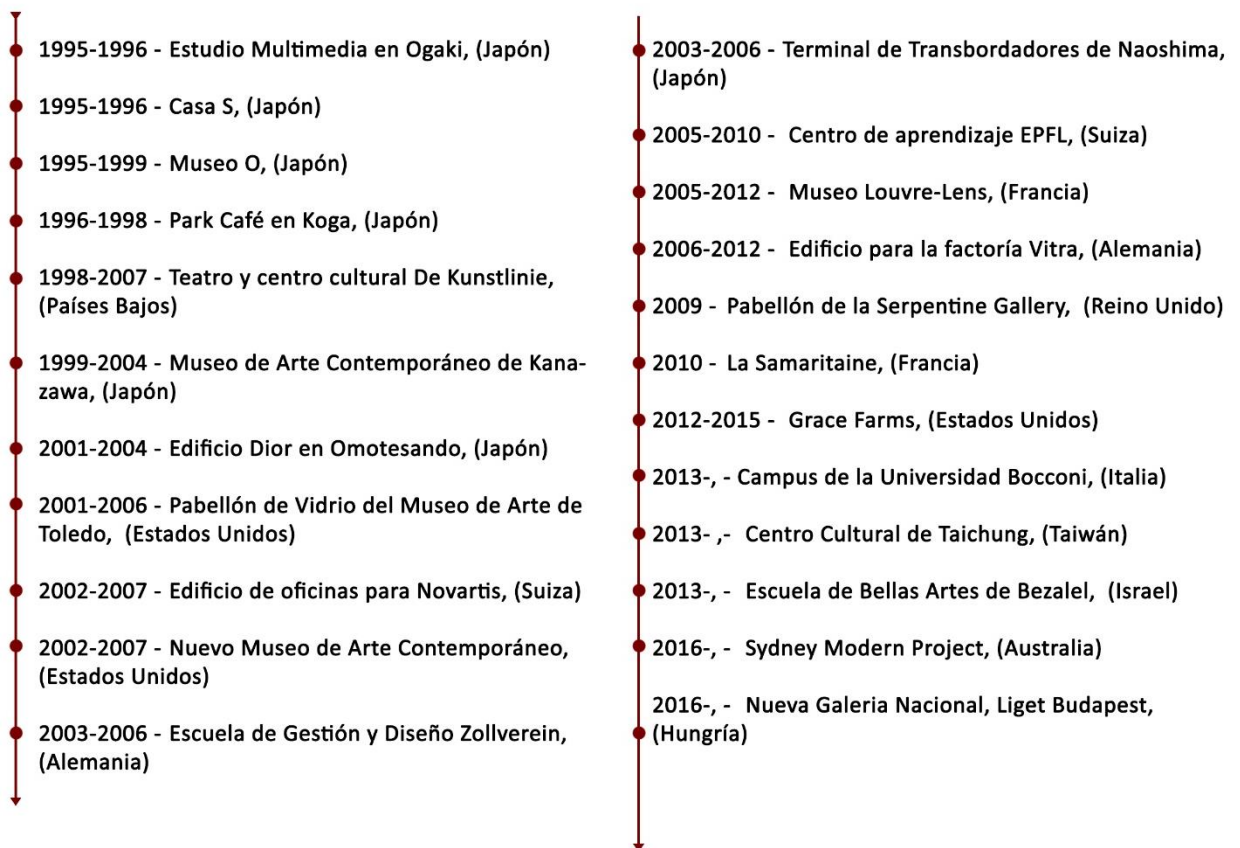 1995-1996 - Estudio Multimedia en Ogaki, (Japón)
1995-1996 - Casa S, (Japón)
1995-1999 - Museo O, (Japón)
1996-1998 - Park Café en Koga, (Japón)
1998-2007 - Teatro y centro cultural De Kunstlinie,
(Países Bajos)
1999-2004 - Museo de Arte Contemporáneo de Kana-
zawa, (Japón)
2001-2004 - Edificio Dior en Omotesando, (Japón)
2001-2006 - Pabellón de Vidrio del Museo de Arte de
Toledo, (Estados Unidos)
2002-2007 - Edificio de oficinas para Novartis, (Suiza)
2002-2007 - Nuevo Museo de Arte Contemporáneo,
(Estados Unidos)
2003-2006 - Escuela de Gestión y Diseño Zollverein,
(Alemania)
2003-2006 - Terminal de Transbordadores de Naoshima,
(Japón)
2005-2010 - Centro de aprendizaje EPFL, (Suiza)
2005-2012 - Museo Louvre-Lens, (Francia)
2006-2012 - Edificio para la factoría Vitra, (Alemania)
2009 - Pabellón de la Serpentine Gallery, (Reino Unido)
2010 - La Samaritaine, (Francia)
2012-2015 - Grace Farms, (Estados Unidos)
2013-, - Campus de la Universidad Bocconi, (Italia)
2013- ,- Centro Cultural de Taichung, (Taiwán)
2013-, - Escuela de Bellas Artes de Bezalel, (Israel)
2016-, - Sydney Modern Project, (Australia)
2016-, - Nueva Galeria Nacional, Liget Budapest,
(Hungría)